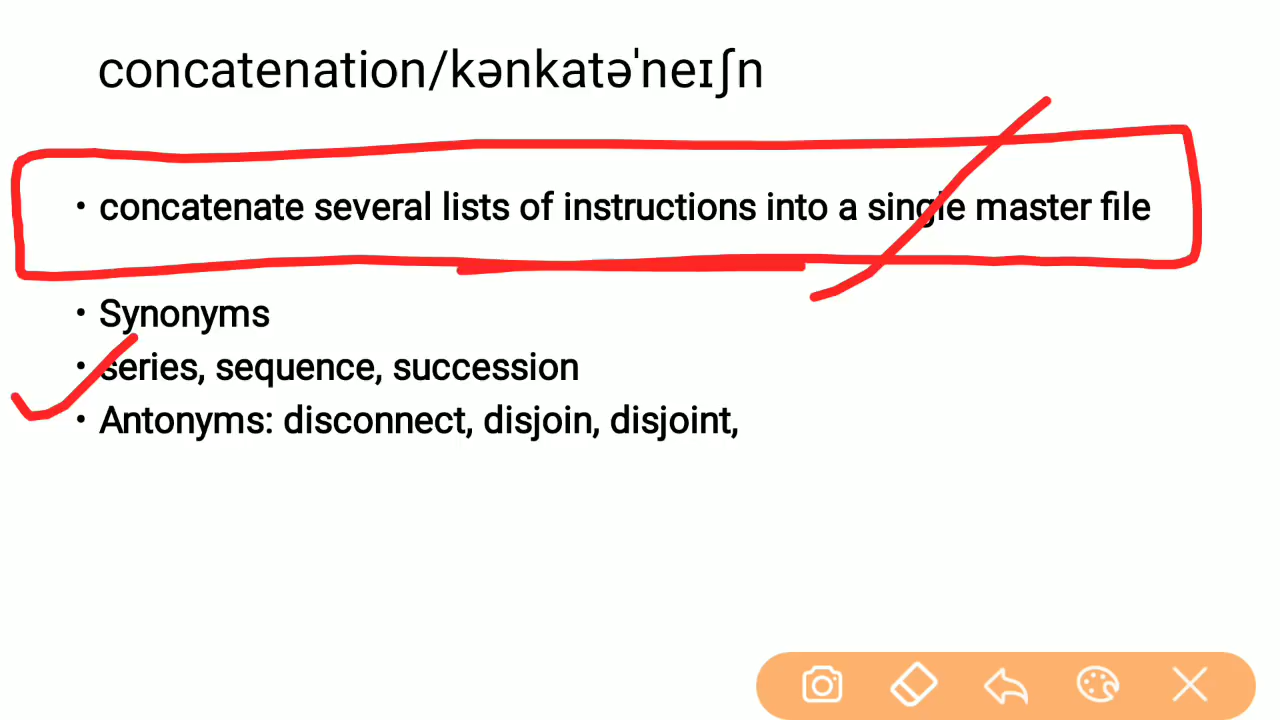 concatenation/kənkatəˈneɪʃn
• concatenate several lists of instructions into a single master file
• Synonyms
• series, sequence, succession
• Antonyms: disconnect, disjoin, disjoint,